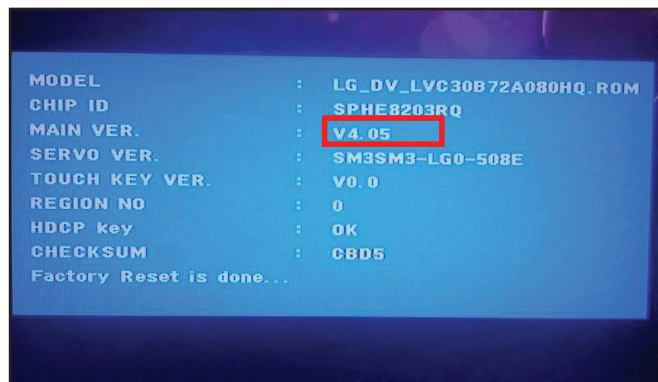 MODEL : LG_DV_LVC30B72A080HQ.ROM
CHIP ID : SPHE8203RQ
MAIN VER. : V4.05
SERVO VER. : SM3SM3-LG0-508E
TOUCH KEY VER. : V0.0
REGION NO : 0
HDCP key : OK
CHECKSUM : CBD5
Factory Reset is done...